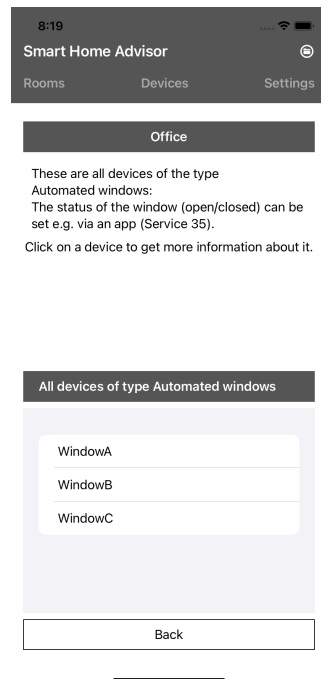 8:19
Smart Home Advisor
Rooms Devices Settings
Office
These are all devices of the type
Automated windows:
The status of the window (open/closed) can be
set e.g. via an app (Service 35).
Click on a device to get more information about it.
All devices of type Automated windows
WindowA
WindowB
WindowC
Back